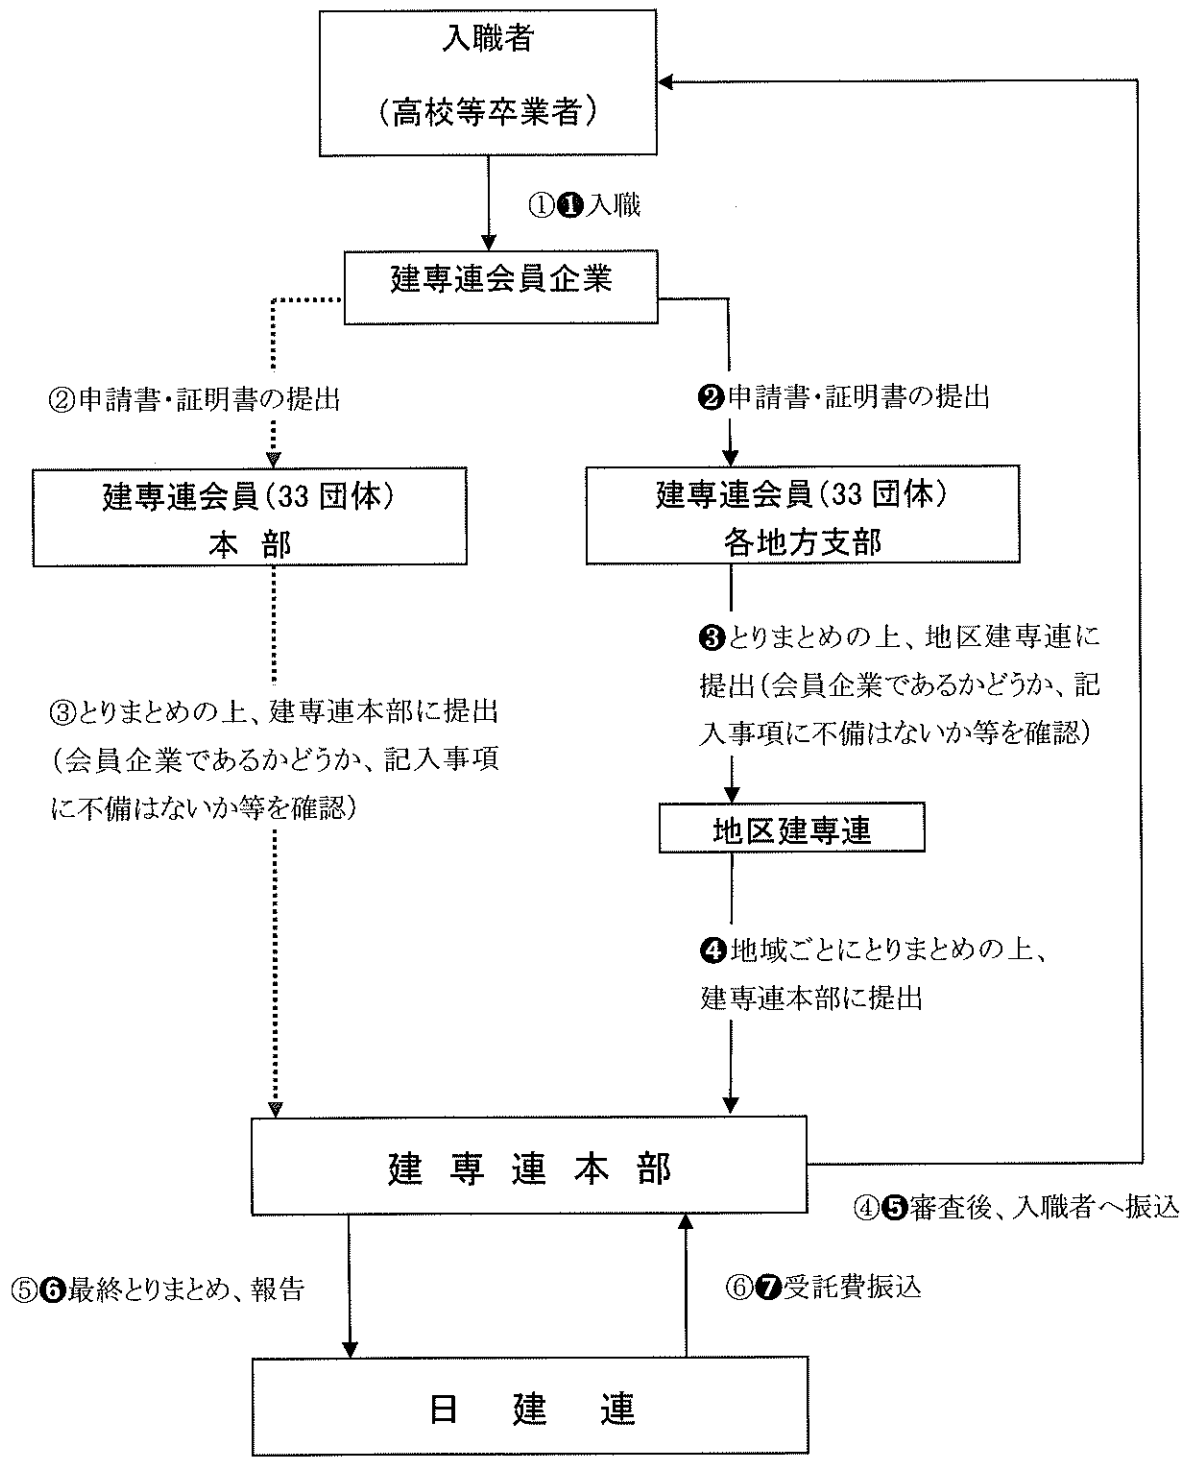 入職者
(高校等卒業者)
①❶入職
建専連会員企業
②申請書・証明書の提出
❷申請書・証明書の提出
建専連会員(33団体)
本 部
建専連会員(33団体)
各地方支部
❸とりまとめの上、地区建専連に
提出(会員企業であるかどうか、記
入事項に不備はないか等を確認)
③とりまとめの上、建専連本部に提出
(会員企業であるかどうか、記入事項
に不備はないか等を確認)
地区建専連
❹地域ごとにとりまとめの上、
建専連本部に提出
建 専 連 本 部
④❺審査後、入職者へ振込
⑤❻最終とりまとめ、報告
⑥❼受託費振込
日 建 連